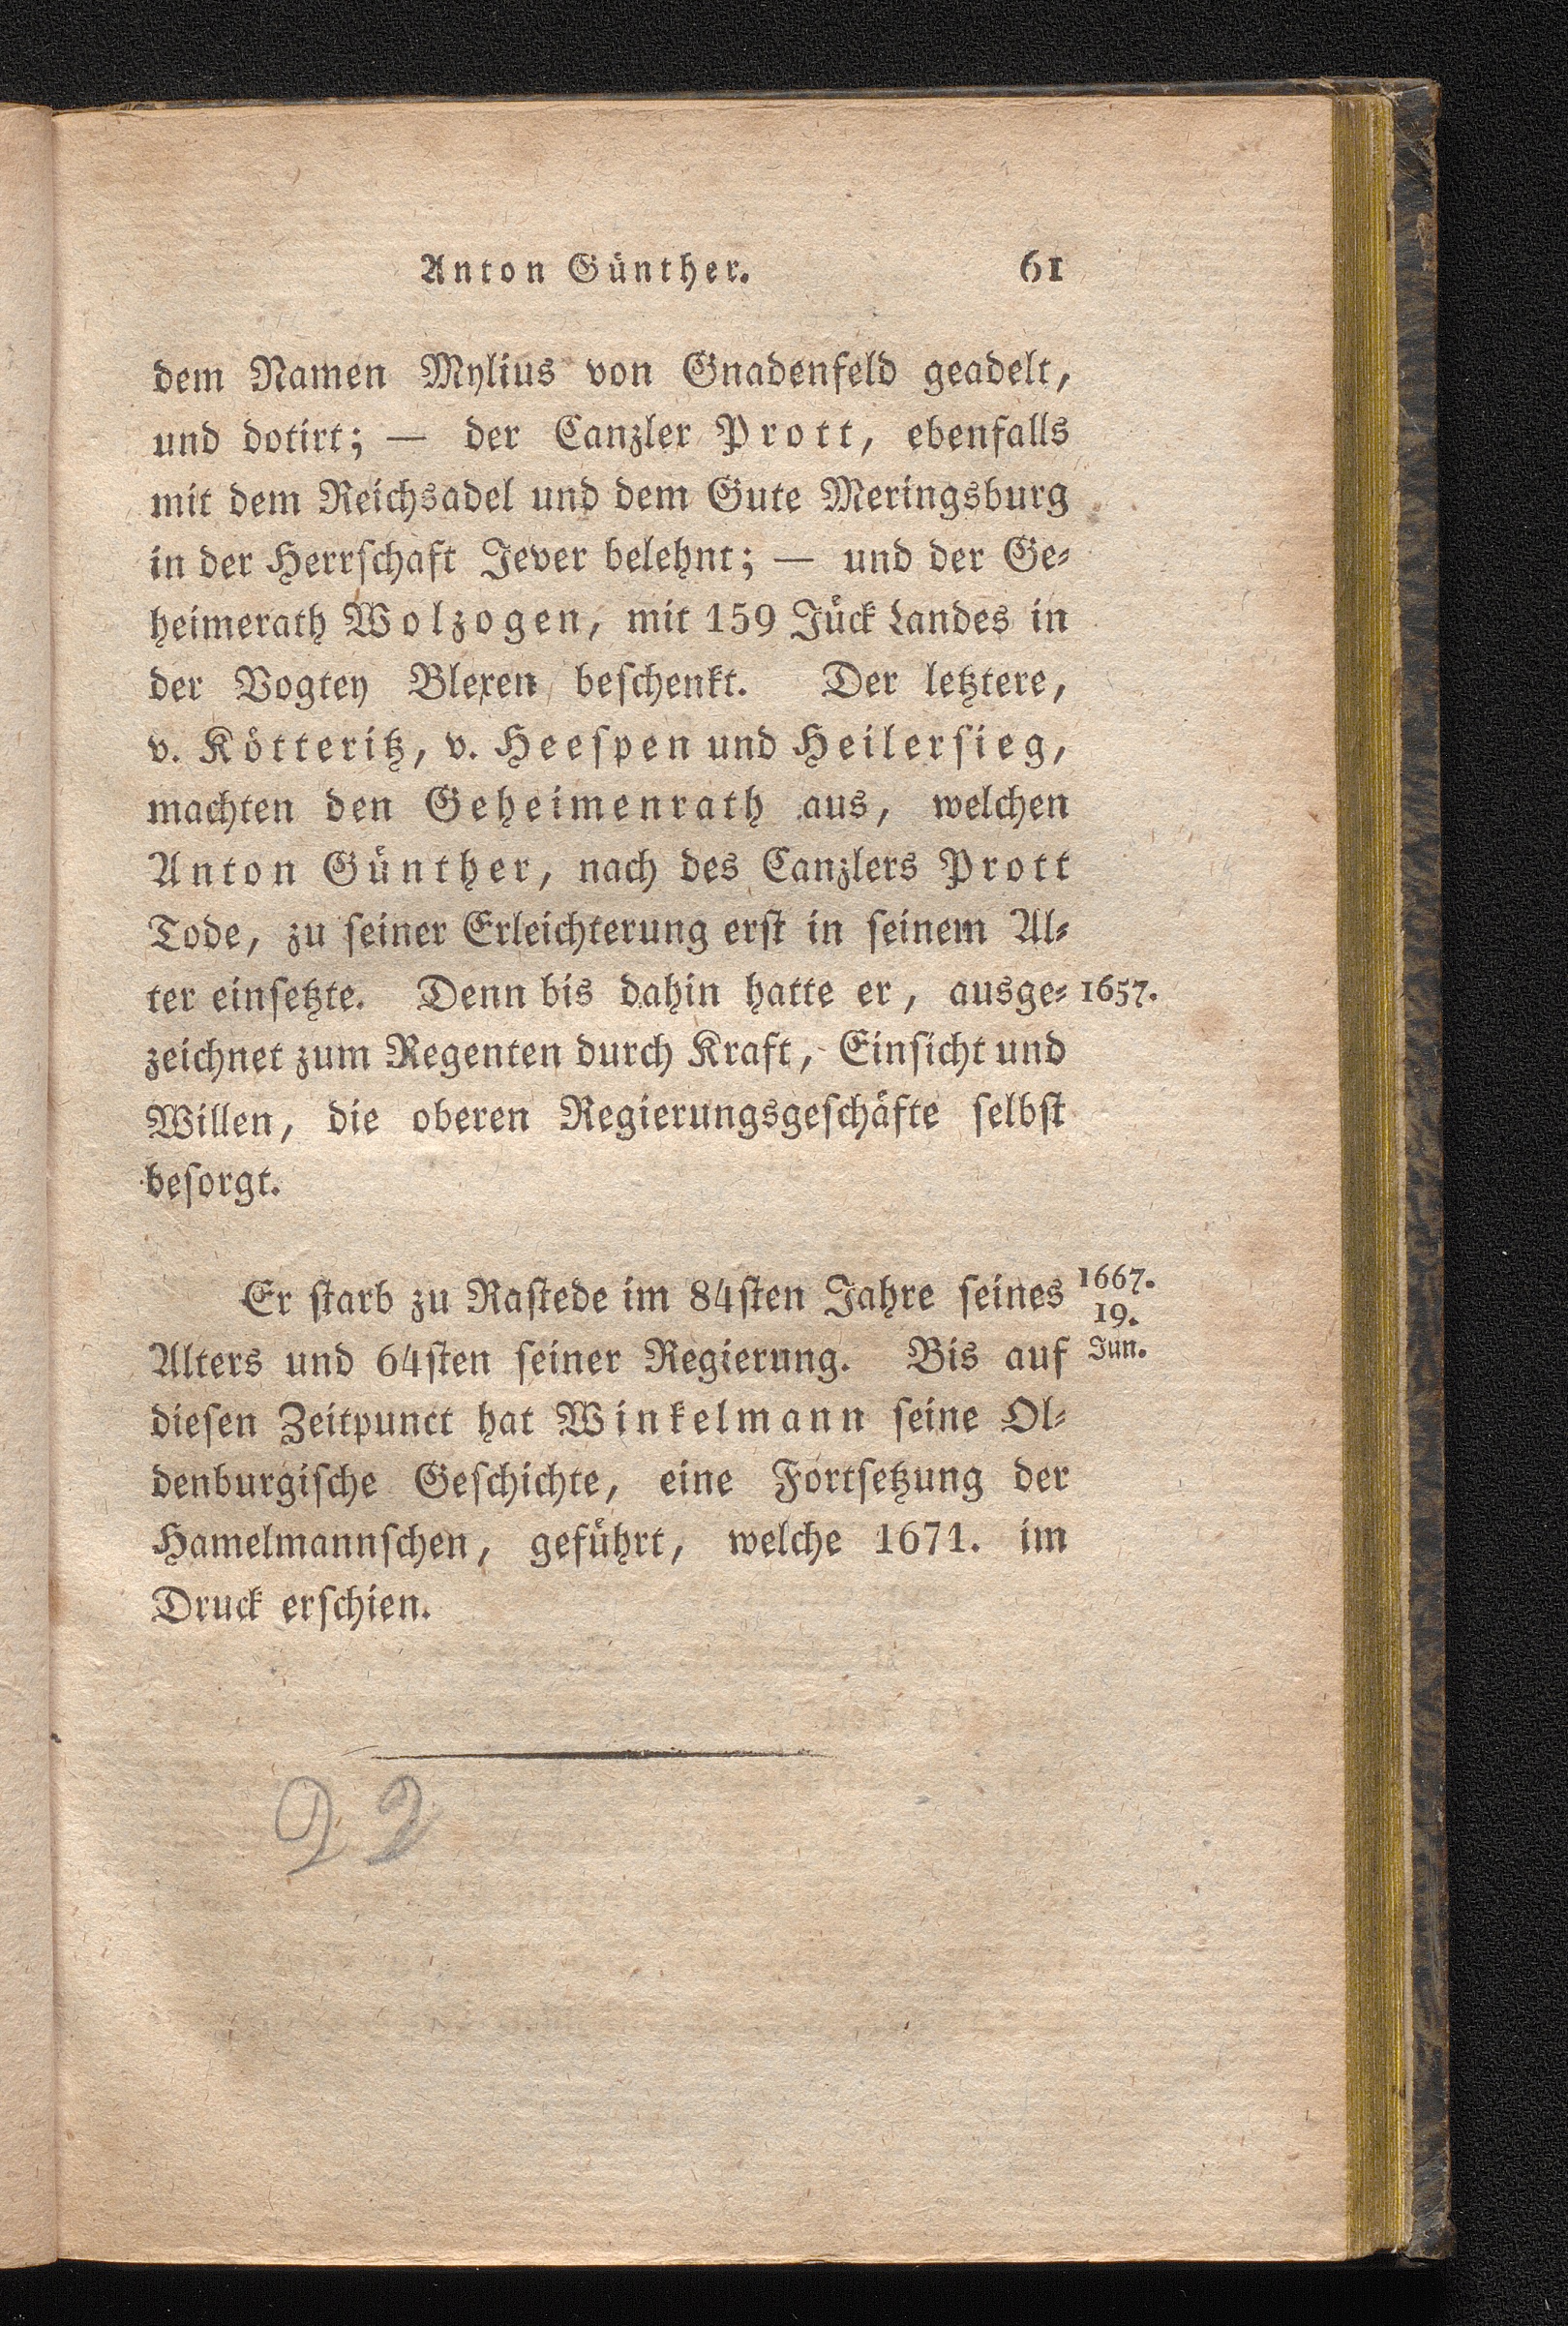 Anton Günther. 61
dem Namen Mylius von Gnadenfeld geadelt,
und dotirt; — der Canzler Prott, ebenfalls
mit dem Reichsadel und dem Gute Meringsburg
in der Herrſchaft Jever belehnt; — und der Ge⸗
heimerath Wolzogen, mit 159 Jück Landes in
der Vogtey Blexen beſchenkt. Der letztere,
v. Kötteritz, v. Heeſpen und Heilerſieg,
machten den Geheimenrath aus, welchen
Anton Günther, nach des Canzlers Prott
Tode, zu ſeiner Erleichterung erſt in ſeinem Al⸗
ter einſetzte. Denn bis dahin hatte er, ausge⸗ 1657.
zeichnet zum Regenten durch Kraft, Einſicht und
Willen, die oberen Regierungsgeſchäfte ſelbſt
beſorgt.
Er ſtarb zu Raſtede im 84ſten Jahre ſeines 1667.
19.
Alters und 64ſten ſeiner Regierung. Bis auf Jun.
dieſen Zeitpunct hat Winkelmann ſeine Ol⸗
denburgiſche Geſchichte, eine Fortſetzung der
Hamelmannſchen, geführt, welche 1671. im
Druck erſchien.